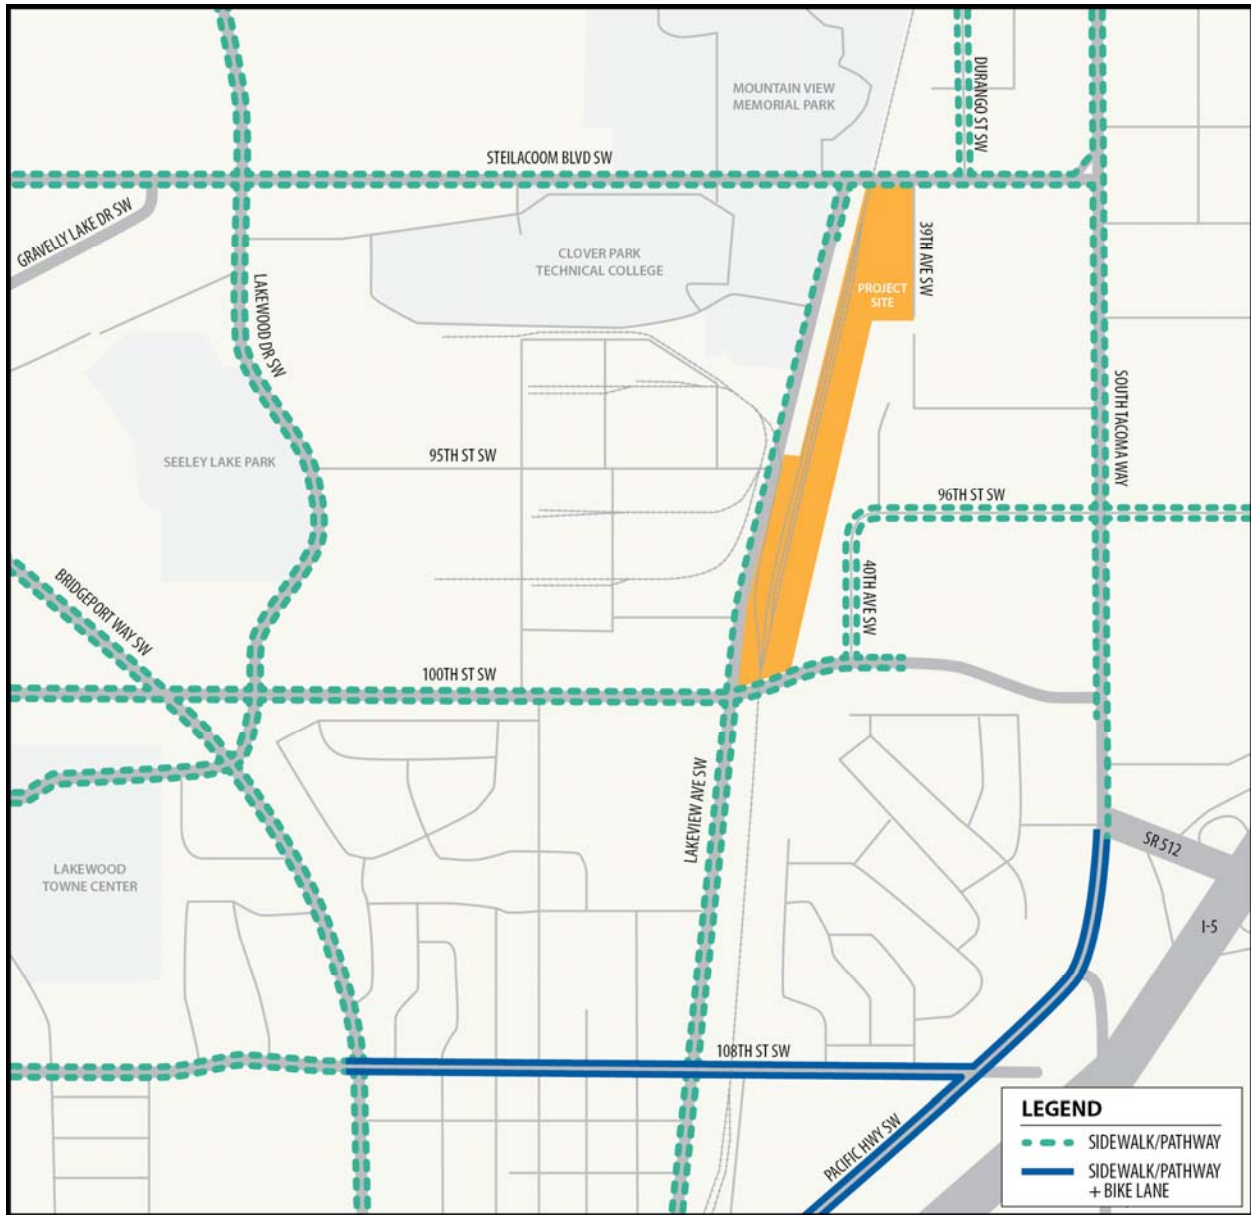 MOUNTAIN VIEW
MEMORIAL PARK
DURANGO ST SW
STEILACOOM BLVD SW
GRAVELLY LAKE DR SW
CLOVER PARK
TECHNICAL COLLEGE
39TH AVE SW
PROJECT
SITE
LAKEWOOD DR SW
SOUTH TACOMA WAY
SEELEY LAKE PARK
95TH ST SW
96TH ST SW
BRIDGEPORT WAY SW
40TH AVE SW
100TH ST SW
LAKEVIEW AVE SW
SR 512
LAKEWOOD
TOWNE CENTER
I-5
108TH ST SW
PACIFIC HWY SW
LEGEND
SIDEWALK/PATHWAY
SIDEWALK/PATHWAY
+ BIKE LANE